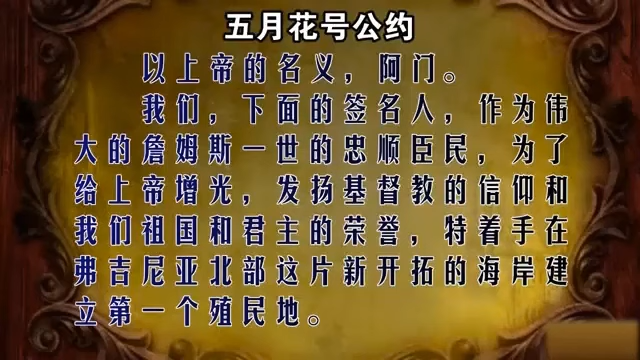 五月花号公约
以上帝的名义，阿门。
我们，下面的签名人，作为伟
大的詹姆斯一世的忠顺臣民，为了
给上帝增光，发扬基督教的信仰和
我们祖国和君主的荣誉，特着手在
弗吉尼亚北部这片新开拓的海岸建
立第一个殖民地。